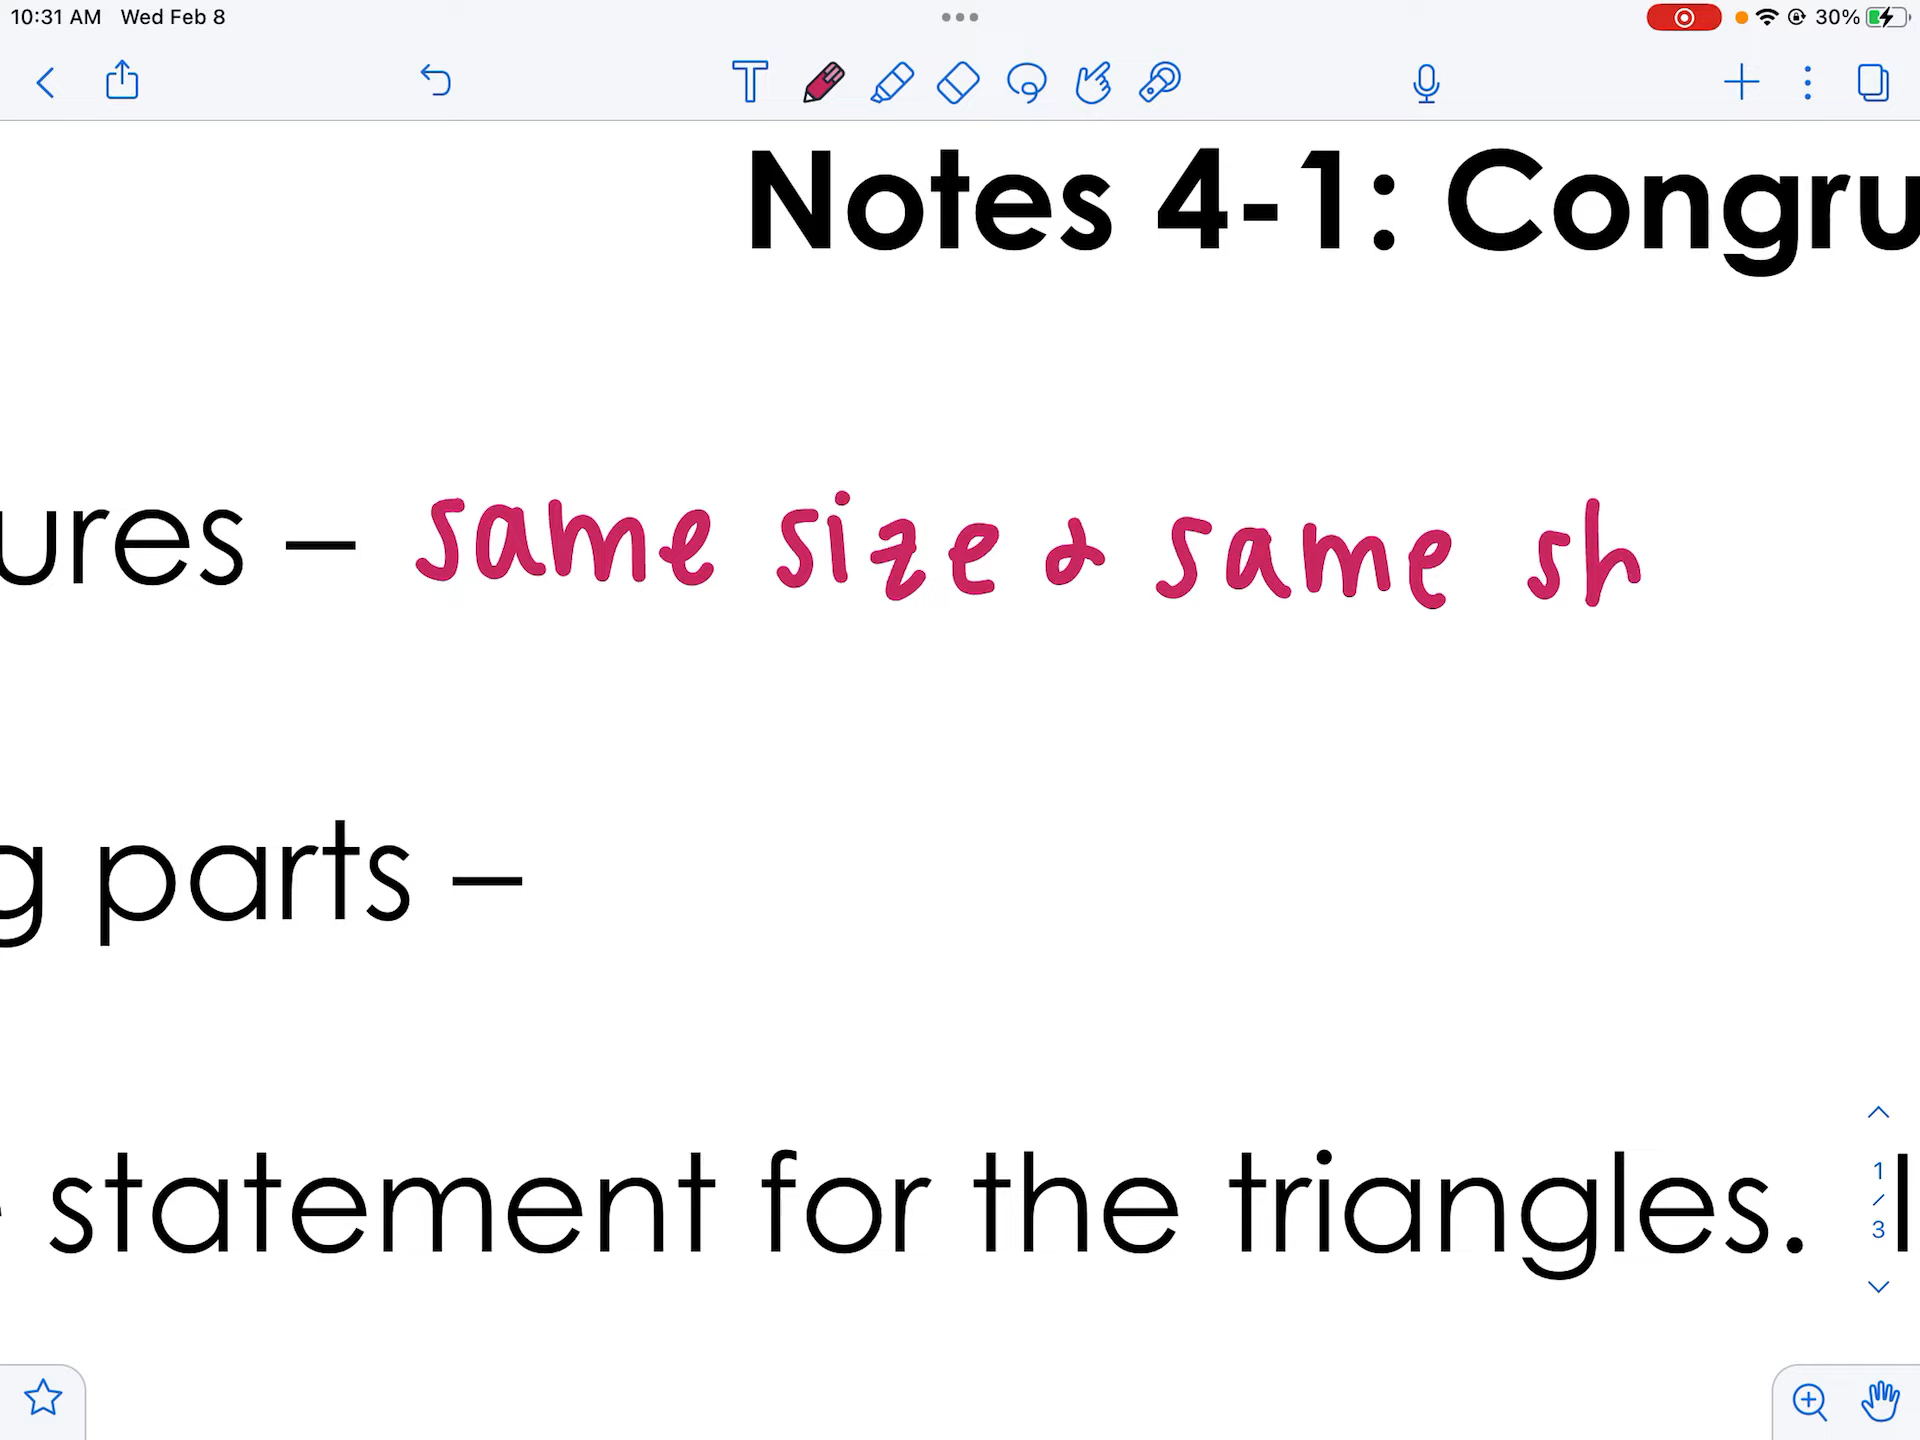 10:31 AM Wed Feb 8
30%
Notes 4-1: Congru
ures – same size & same sh
g parts –
statement for the triangles. I
1
/
3